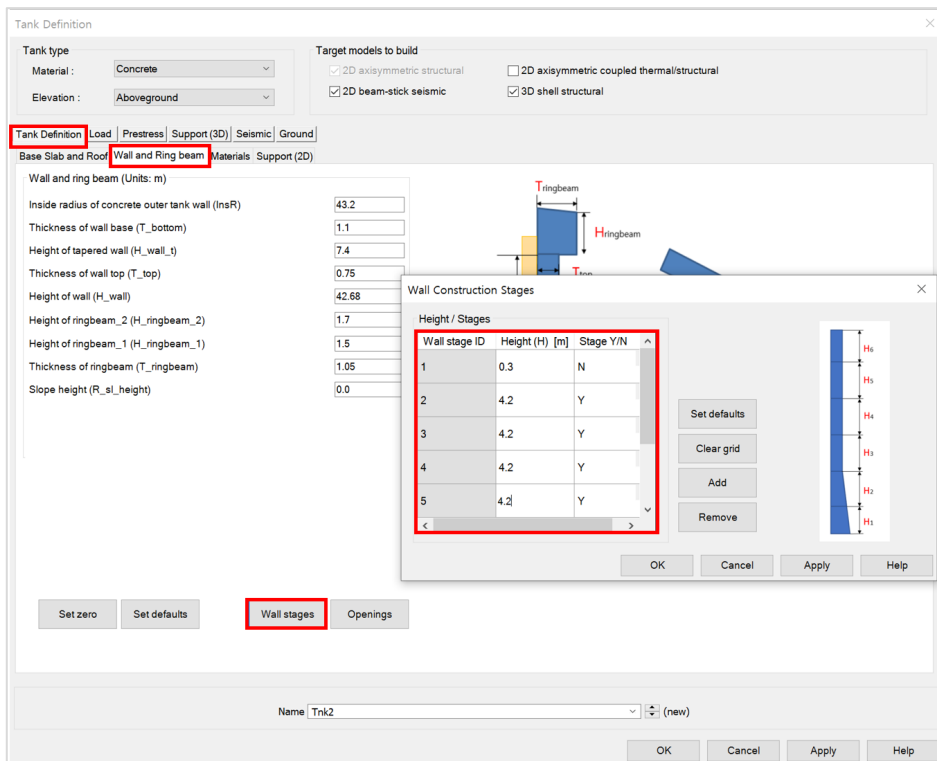 Tank Definition
Tank type
Material :
Concrete
Elevation :
Aboveground
Target models to build
2D axisymmetric structural
2D axisymmetric coupled thermal/structural
2D beam-stick seismic
3D shell structural
Tank Definition Load Prestress Support (3D) Seismic Ground
Base Slab and Roof Wall and Ring beam Materials Support (2D)
Wall and ring beam (Units: m)
Inside radius of concrete outer tank wall (InsR) 43.2
Thickness of wall base (T_bottom) 1.1
Height of tapered wall (H_wall_t) 7.4
Thickness of wall top (T_top) 0.75
Height of wall (H_wall) 42.68
Height of ringbeam_2 (H_ringbeam_2) 1.7
Height of ringbeam_1 (H_ringbeam_1) 1.5
Thickness of ringbeam (T_ringbeam) 1.05
Slope height (R_sl_height) 0.0
Tringbeam
Hringbeam
Ttop
Wall Construction Stages
Height / Stages
Wall stage ID Height (H) [m] Stage Y/N
1 0.3 N
2 4.2 Y
3 4.2 Y
4 4.2 Y
5 4.2 Y
Set defaults
Clear grid
Add
Remove
H6
H5
H4
H3
H2
H1
OK Cancel Apply Help
Set zero Set defaults Wall stages Openings
Name Tnk2 (new)
OK Cancel Apply Help